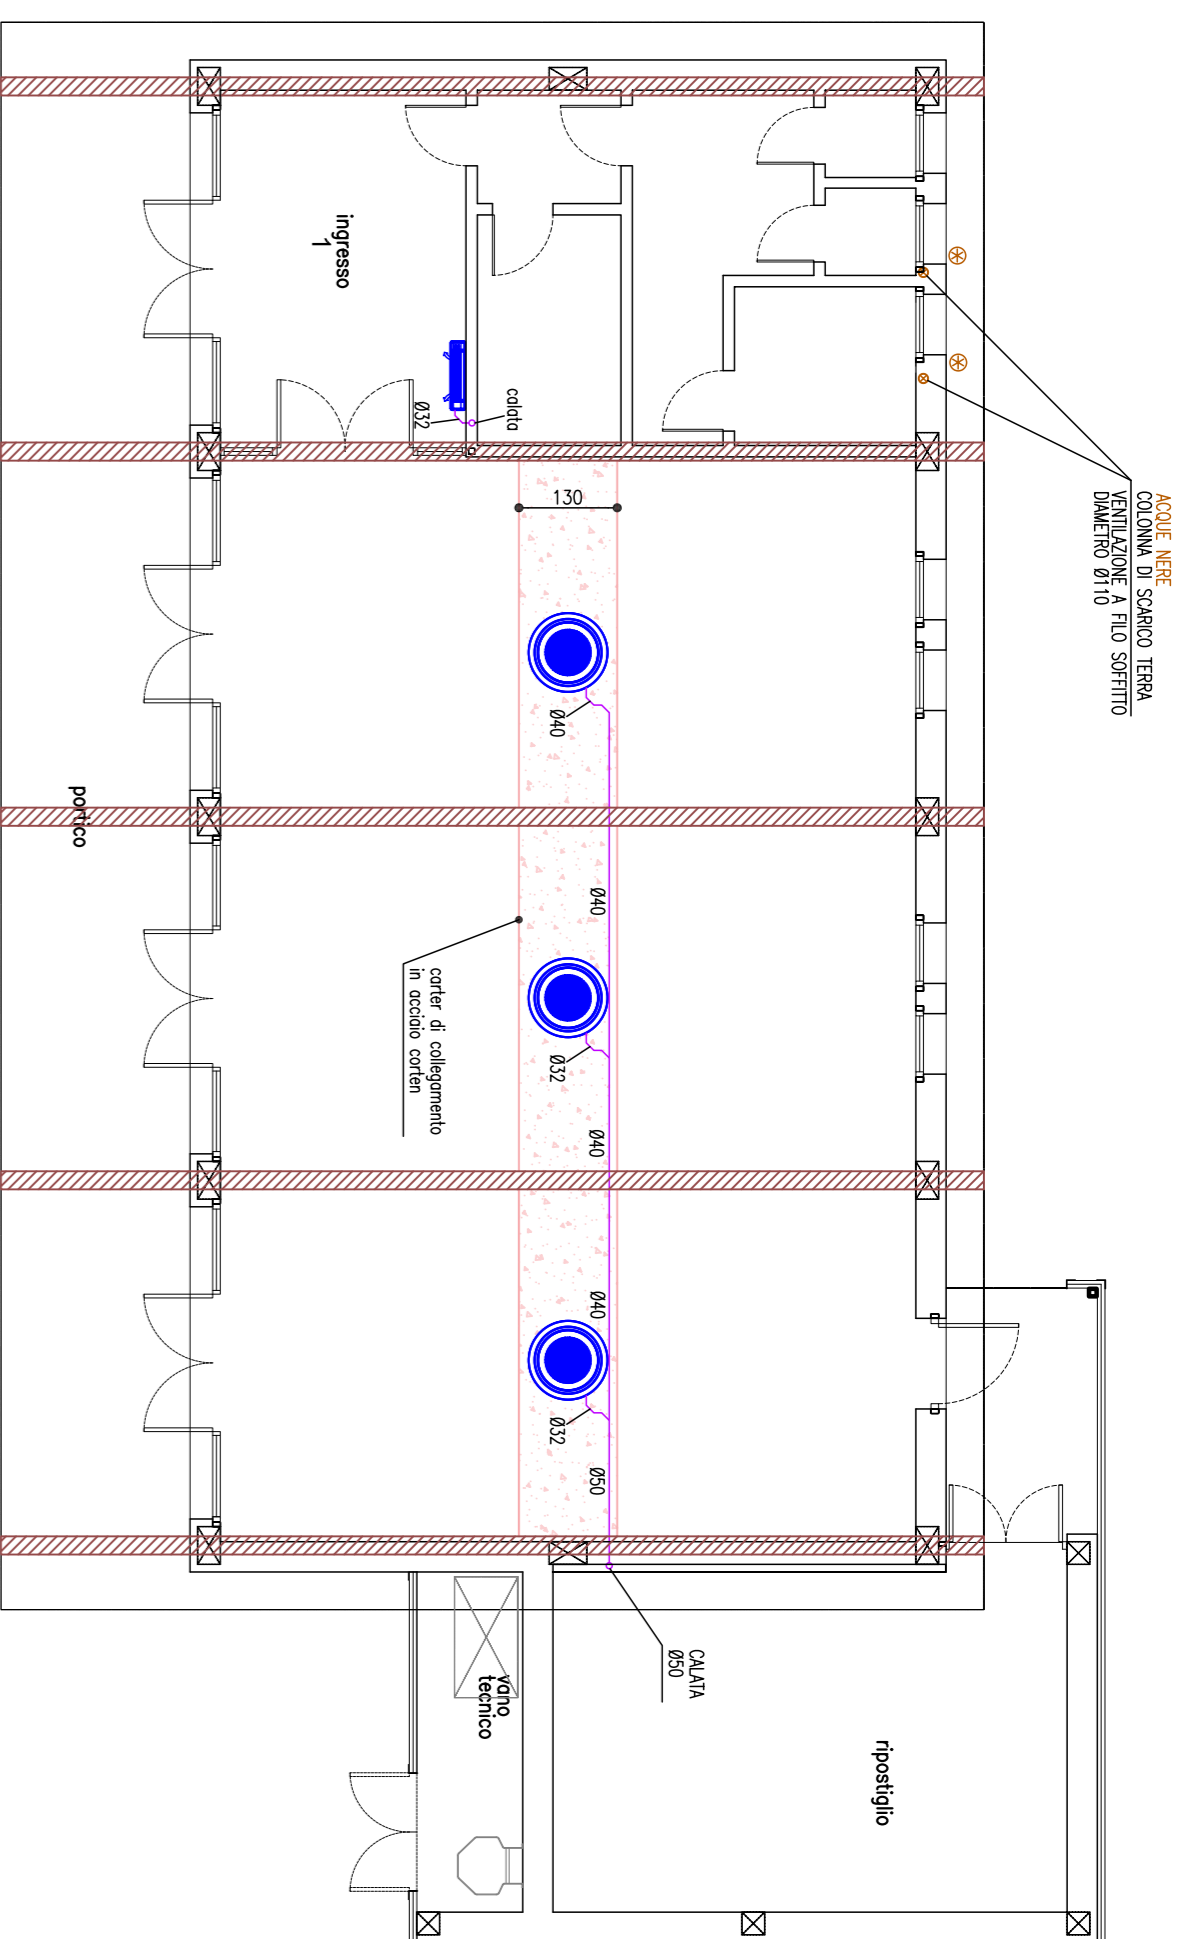 ACQUE NERE
COLONNA DI SCARICO TERRA
VENTILAZIONE A FILO SOFFITTO
DIAMETRO Ø110
ingresso
1
calata
Ø32
130
Ø40
Ø40
Ø32
Ø40
Ø40
Ø32
Ø50
carter di collegamento
in acciaio corten
portico
CALATA
Ø50
vano
tecnico
ripostiglio